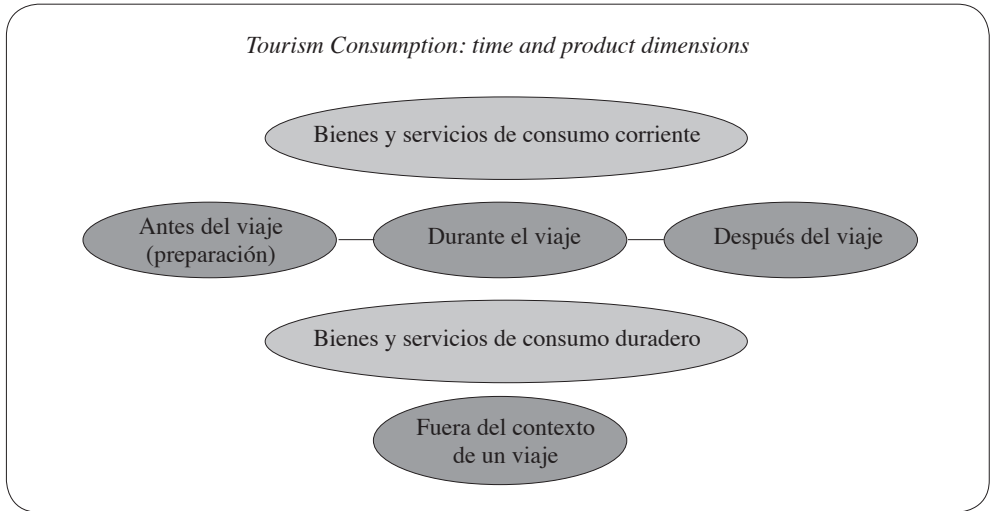 Tourism Consumption: time and product dimensions
Bienes y servicios de consumo corriente
Antes del viaje
(preparación)
Durante el viaje
Después del viaje
Bienes y servicios de consumo duradero
Fuera del contexto
de un viaje